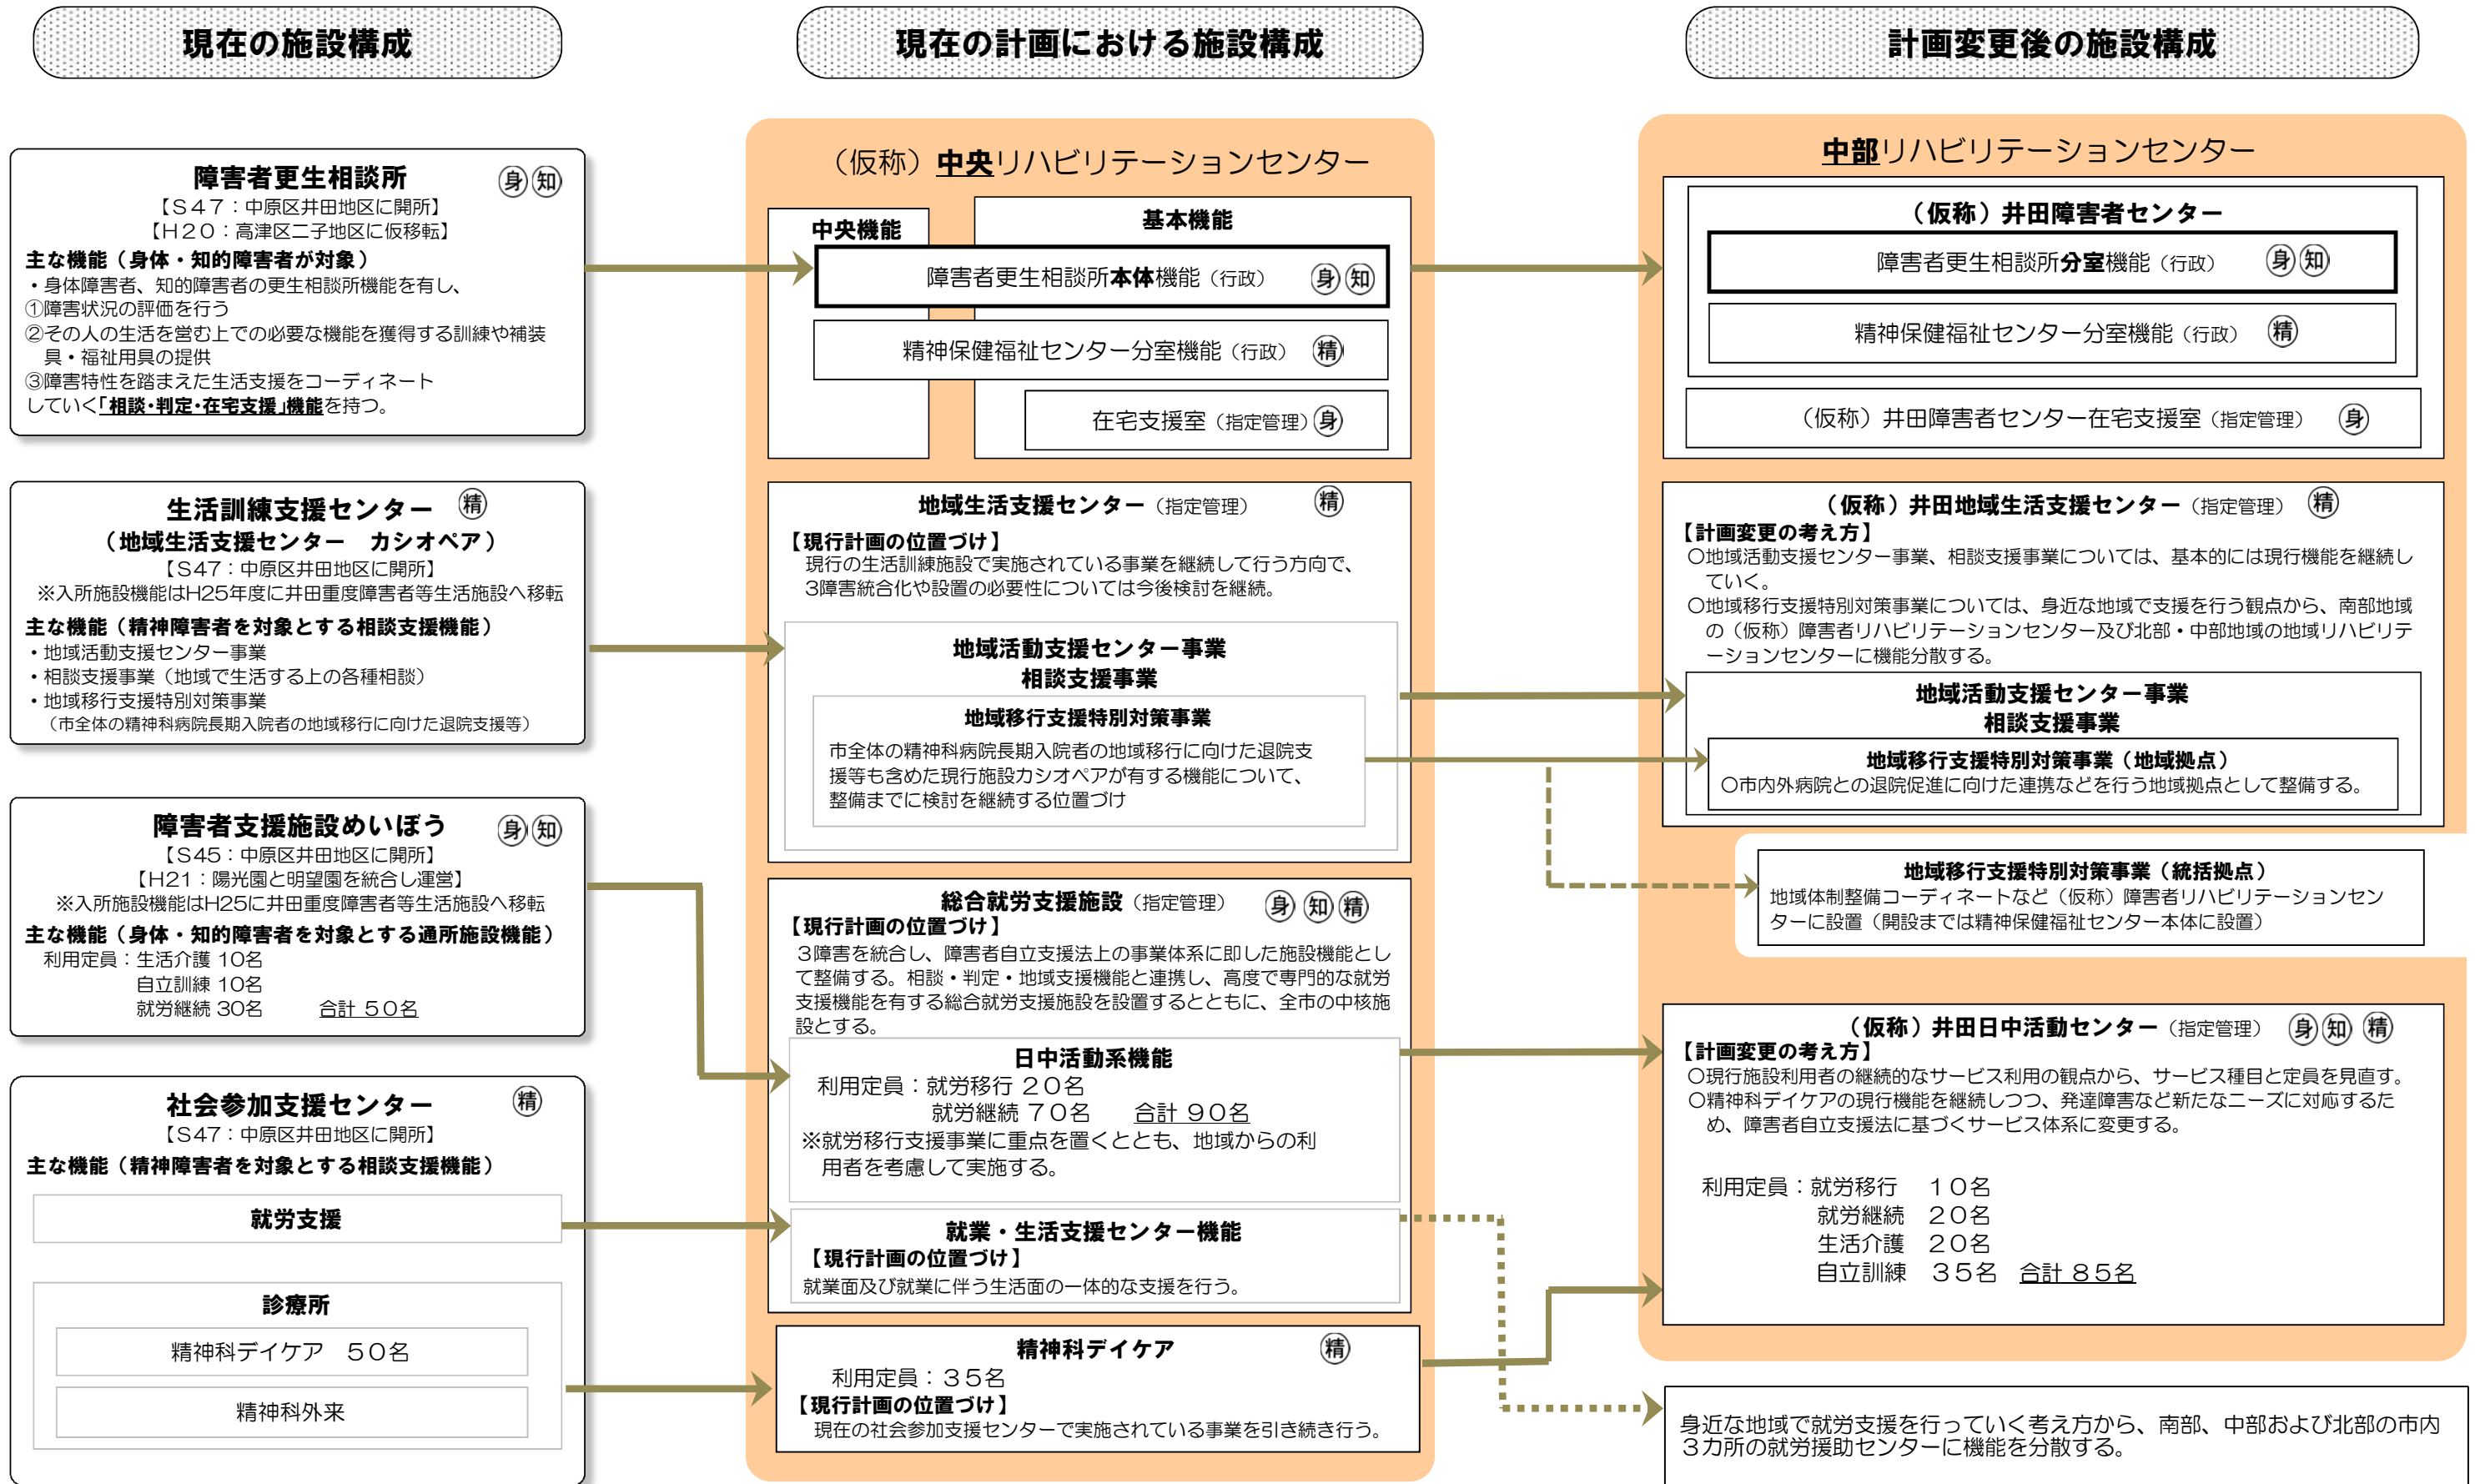 現在の施設構成
障害者更生相談所 身 知
【S47：中原区井田地区に開所】
【H20：高津区二子地区に仮移転】
主な機能（身体・知的障害者が対象）
・身体障害者、知的障害者の更生相談所機能を有し、
①障害状況の評価を行う
②その人の生活を営む上での必要な機能を獲得する訓練や補装
具・福祉用具の提供
③障害特性を踏まえた生活支援をコーディネート
していく「相談・判定・在宅支援」機能を持つ。
生活訓練支援センター 精
（地域生活支援センター　カシオペア）
【S47：中原区井田地区に開所】
※入所施設機能はH25年度に井田重度障害者等生活施設へ移転
主な機能（精神障害者を対象とする相談支援機能）
・地域活動支援センター事業
・相談支援事業（地域で生活する上の各種相談）
・地域移行支援特別対策事業
（市全体の精神科病院長期入院者の地域移行に向けた退院支援等）
障害者支援施設めいぼう 身 知
【S45：中原区井田地区に開所】
【H21：陽光園と明望園を統合し運営】
※入所施設機能はH25に井田重度障害者等生活施設へ移転
主な機能（身体・知的障害者を対象とする通所施設機能）
利用定員：生活介護 10名
自立訓練 10名
就労継続 30名　合計 50名
社会参加支援センター 精
【S47：中原区井田地区に開所】
主な機能（精神障害者を対象とする相談支援機能）
就労支援
診療所
精神科デイケア　50名
精神科外来
現在の計画における施設構成
（仮称）中央リハビリテーションセンター
中央機能
基本機能
障害者更生相談所本体機能（行政） 身 知
精神保健福祉センター分室機能（行政） 精
在宅支援室（指定管理） 身
地域生活支援センター（指定管理） 精
【現行計画の位置づけ】
現行の生活訓練施設で実施されている事業を継続して行う方向で、
3障害統合化や設置の必要性については今後検討を継続。
地域活動支援センター事業
相談支援事業
地域移行支援特別対策事業
市全体の精神科病院長期入院者の地域移行に向けた退院支
援等も含めた現行施設カシオペアが有する機能について、
整備までに検討を継続する位置づけ
総合就労支援施設（指定管理） 身 知 精
【現行計画の位置づけ】
３障害を統合し、障害者自立支援法上の事業体系に即した施設機能とし
て整備する。相談・判定・地域支援機能と連携し、高度で専門的な就労
支援機能を有する総合就労支援施設を設置するとともに、全市の中核施
設とする。
日中活動系機能
利用定員：就労移行 20名
就労継続 70名　合計 90名
※就労移行支援事業に重点を置くととも、地域からの利
用者を考慮して実施する。
就業・生活支援センター機能
【現行計画の位置づけ】
就業面及び就業に伴う生活面の一体的な支援を行う。
精神科デイケア 精
利用定員：35名
【現行計画の位置づけ】
現在の社会参加支援センターで実施されている事業を引き続き行う。
計画変更後の施設構成
中部リハビリテーションセンター
（仮称）井田障害者センター
障害者更生相談所分室機能（行政） 身 知
精神保健福祉センター分室機能（行政） 精
（仮称）井田障害者センター在宅支援室（指定管理） 身
（仮称）井田地域生活支援センター（指定管理） 精
【計画変更の考え方】
○地域活動支援センター事業、相談支援事業については、基本的には現行機能を継続し
ていく。
○地域移行支援特別対策事業については、身近な地域で支援を行う観点から、南部地域
の（仮称）障害者リハビリテーションセンター及び北部・中部地域の地域リハビリテ
ーションセンターに機能分散する。
地域活動支援センター事業
相談支援事業
地域移行支援特別対策事業（地域拠点）
○市内外病院との退院促進に向けた連携などを行う地域拠点として整備する。
地域移行支援特別対策事業（統括拠点）
地域体制整備コーディネートなど（仮称）障害者リハビリテーションセン
ターに設置（開設までは精神保健福祉センター本体に設置）
（仮称）井田日中活動センター（指定管理） 身 知 精
【計画変更の考え方】
○現行施設利用者の継続的なサービス利用の観点から、サービス種目と定員を見直す。
○精神科デイケアの現行機能を継続しつつ、発達障害など新たなニーズに対応するた
め、障害者自立支援法に基づくサービス体系に変更する。
利用定員：就労移行　10名
就労継続　20名
生活介護　20名
自立訓練　35名　合計 85名
身近な地域で就労支援を行っていく考え方から、南部、中部および北部の市内
３カ所の就労援助センターに機能を分散する。